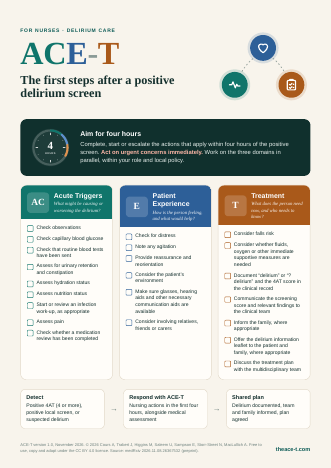 FOR NURSES · DELIRIUM CARE
ACE-T
The first steps after a positive
delirium screen
4
Aim for four hours
Complete, start or escalate the actions that apply within four hours of the positive
screen. Act on urgent concerns immediately. Work on the three domains in
parallel, within your role and local policy.
AC
Acute Triggers
What might be causing or
worsening the delirium?
Check observations
Check capillary blood glucose
Check that routine blood tests
have been sent
Assess for urinary retention
and constipation
Assess hydration status
Assess nutrition status
Start or review an infection
work-up, as appropriate
Assess pain
Check whether a medication
review has been completed
E
Patient
Experience
How is the person feeling,
and what would help?
Check for distress
Note any agitation
Provide reassurance and
reorientation
Consider the patient's
environment
Make sure glasses, hearing
aids and other necessary
communication aids are
available
Consider involving relatives,
friends or carers
T
Treatment
What does the person need
now, and who needs to
know?
Consider falls risk
Consider whether fluids,
oxygen or other immediate
supportive measures are
needed
Document "delirium" or "?
delirium" and the 4AT score in
the clinical record
Communicate the screening
score and relevant findings to
the clinical team
Inform the family, where
appropriate
Offer the delirium information
leaflet to the patient and
family, where appropriate
Discuss the treatment plan
with the multidisciplinary team
Detect
Positive 4AT (4 or more),
positive local screen, or
suspected delirium
→
Respond with ACE-T
Nursing actions in the first four
hours, alongside medical
assessment
→
Shared plan
Delirium documented, team
and family informed, plan
agreed
theace-t.com